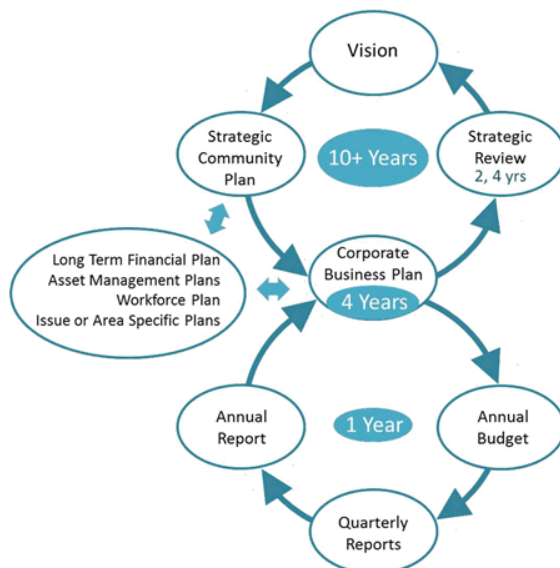 Vision
Strategic
Community
Plan
10+ Years
Strategic
Review
2, 4 yrs
Long Term Financial Plan
Asset Management Plans
Workforce Plan
Issue or Area Specific Plans
Corporate
Business Plan
4 Years
Annual
Report
1 Year
Annual
Budget
Quarterly
Reports